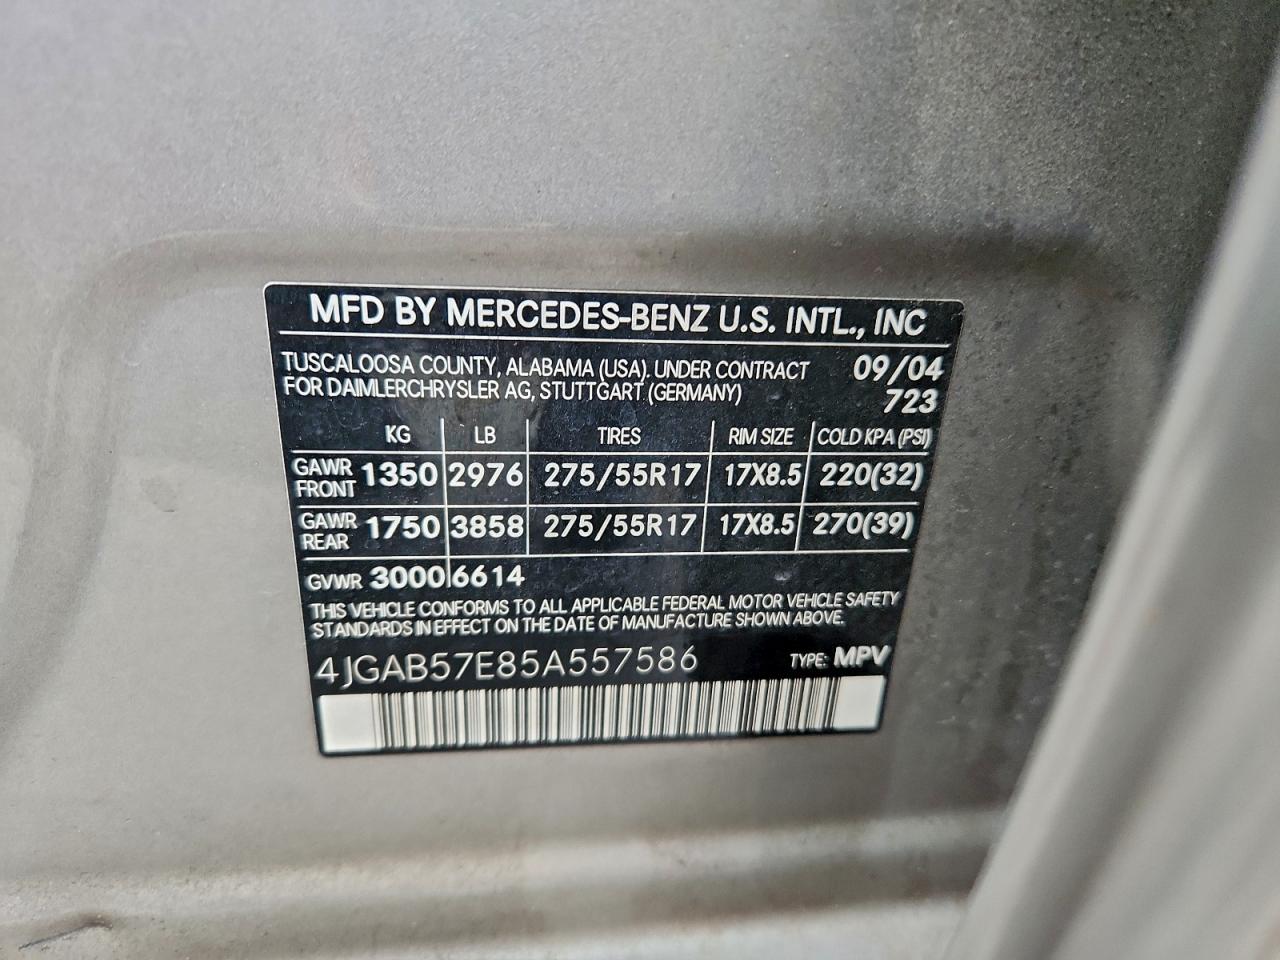 MFD BY MERCEDES-BENZ U.S. INTL., INC
TUSCALOOSA COUNTY, ALABAMA (USA). UNDER CONTRACT 09/04
FOR DAIMLERCHRYSLER AG, STUTTGART (GERMANY) 723
KG LB TIRES RIM SIZE COLD KPA (PSI)
GAWR FRONT 1350 2976 275/55R17 17X8.5 220(32)
GAWR REAR 1750 3858 275/55R17 17X8.5 270(39)
GVWR 3000 6614
THIS VEHICLE CONFORMS TO ALL APPLICABLE FEDERAL MOTOR VEHICLE SAFETY
STANDARDS IN EFFECT ON THE DATE OF MANUFACTURE SHOWN ABOVE.
4JGAB57E85A557586 TYPE: MPV